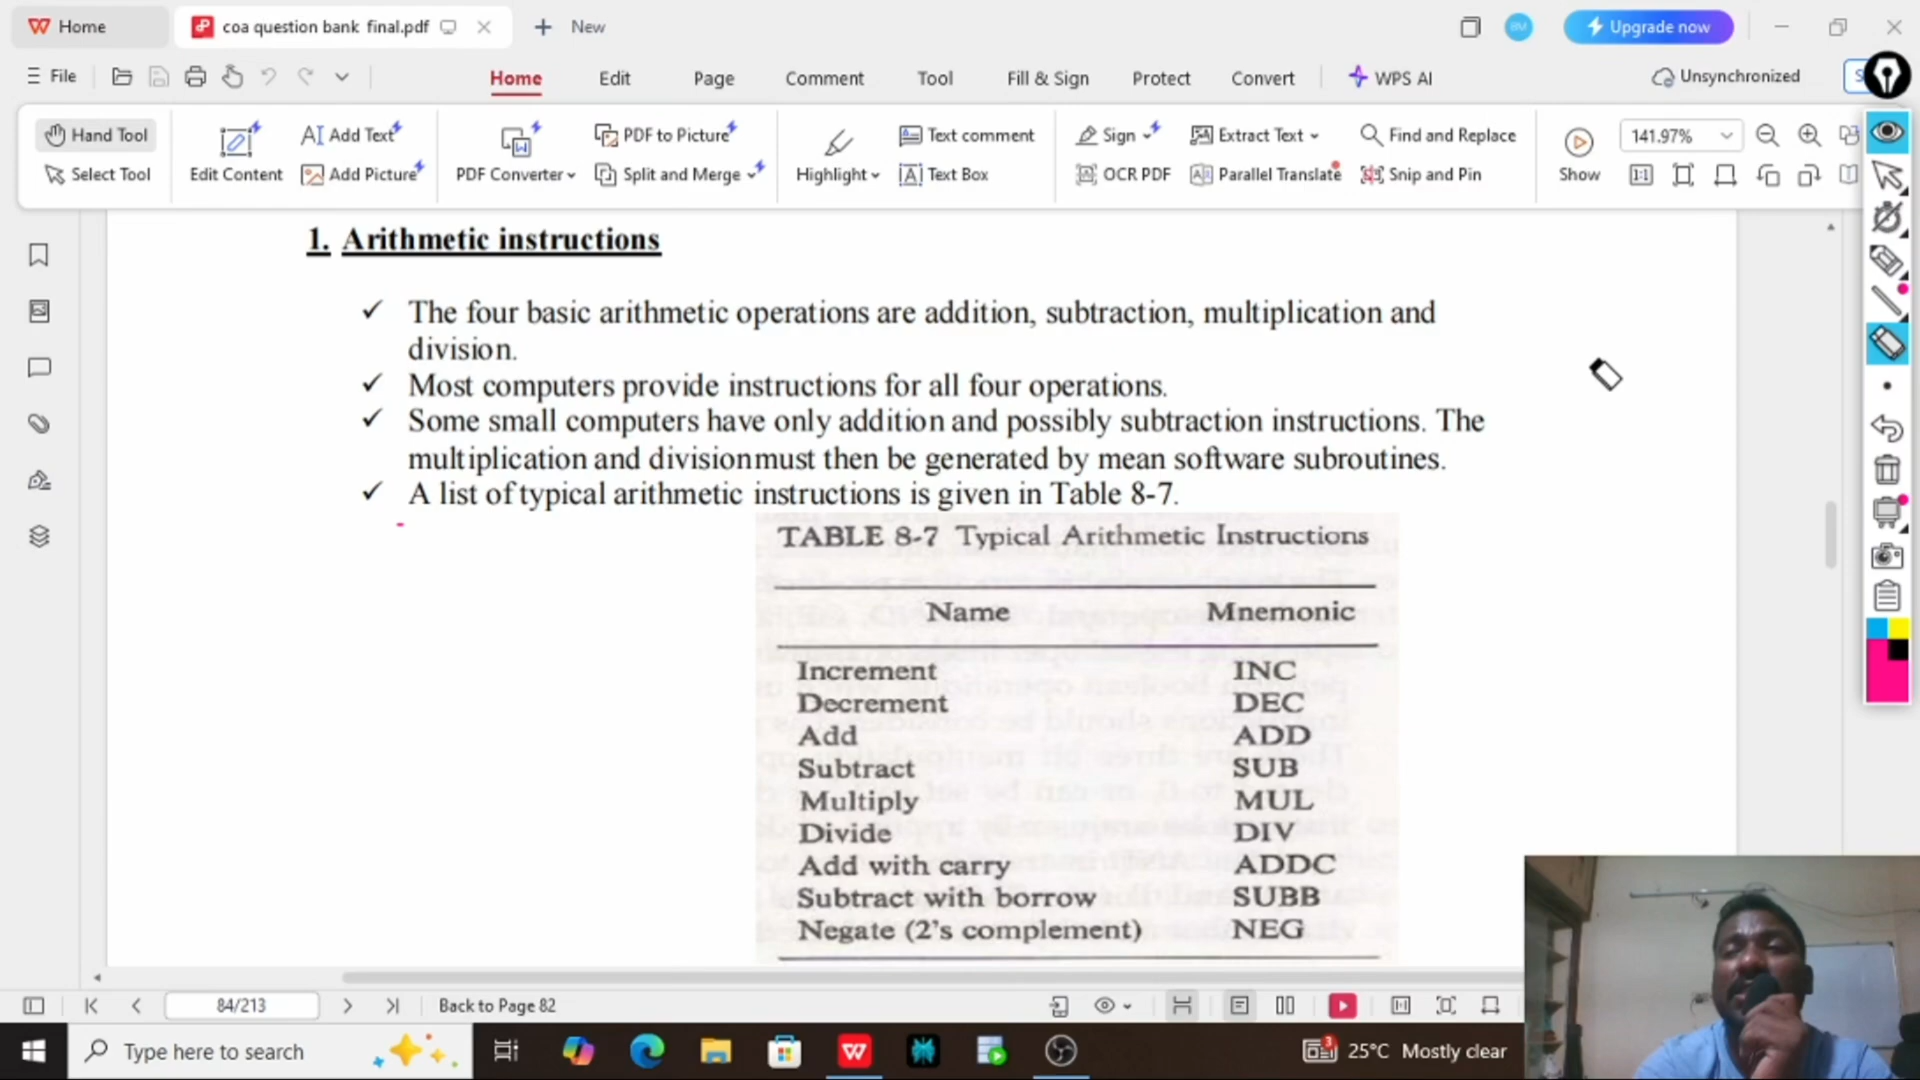 Home
coa question bank final.pdf
New
BM
Upgrade now
File
Home
Edit
Page
Comment
Tool
Fill & Sign
Protect
Convert
WPS AI
Unsynchronized
Hand Tool
Select Tool
Edit Content
Add Text
Add Picture
PDF Converter
PDF to Picture
Split and Merge
Highlight
Text comment
Text Box
Sign
OCR PDF
Extract Text
Parallel Translate
Find and Replace
Snip and Pin
Show
141.97%
1:1
1. Arithmetic instructions
✓ The four basic arithmetic operations are addition, subtraction, multiplication and
division.
✓ Most computers provide instructions for all four operations.
✓ Some small computers have only addition and possibly subtraction instructions. The
multiplication and divisionmust then be generated by mean software subroutines.
✓ A list of typical arithmetic instructions is given in Table 8-7.
TABLE 8-7 Typical Arithmetic Instructions
Name Mnemonic
Increment INC
Decrement DEC
Add ADD
Subtract SUB
Multiply MUL
Divide DIV
Add with carry ADDC
Subtract with borrow SUBB
Negate (2's complement) NEG
84/213
Back to Page 82
Type here to search
3
25°C Mostly clear